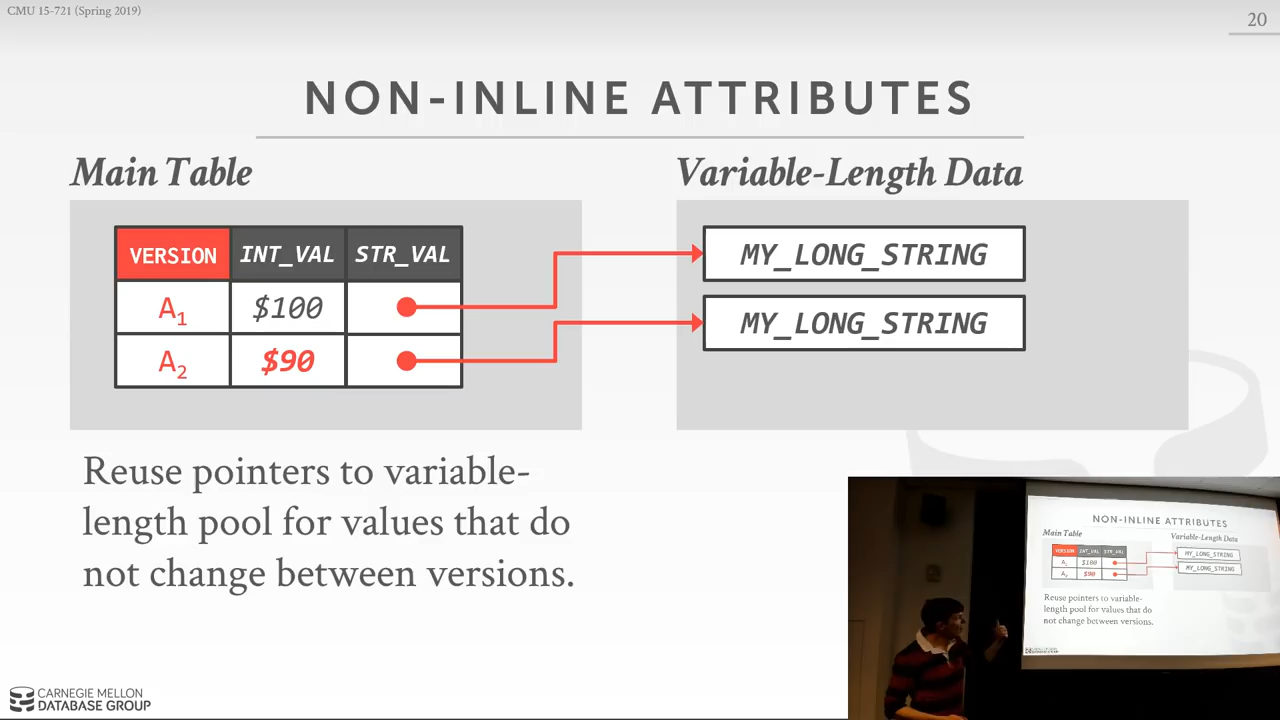 CMU 15-721 (Spring 2019)
20
NON-INLINE ATTRIBUTES
Main Table
Variable-Length Data
VERSION INT_VAL STR_VAL
A1 $100
A2 $90
MY_LONG_STRING
MY_LONG_STRING
Reuse pointers to variable-
length pool for values that do
not change between versions.
CARNEGIE MELLON
DATABASE GROUP
NON-INLINE ATTRIBUTES
Main Table
Variable-Length Data
VERSION INT_VAL STR_VAL
A1 $100
A2 $90
MY_LONG_STRING
MY_LONG_STRING
Reuse pointers to variable-
length pool for values that do
not change between versions.